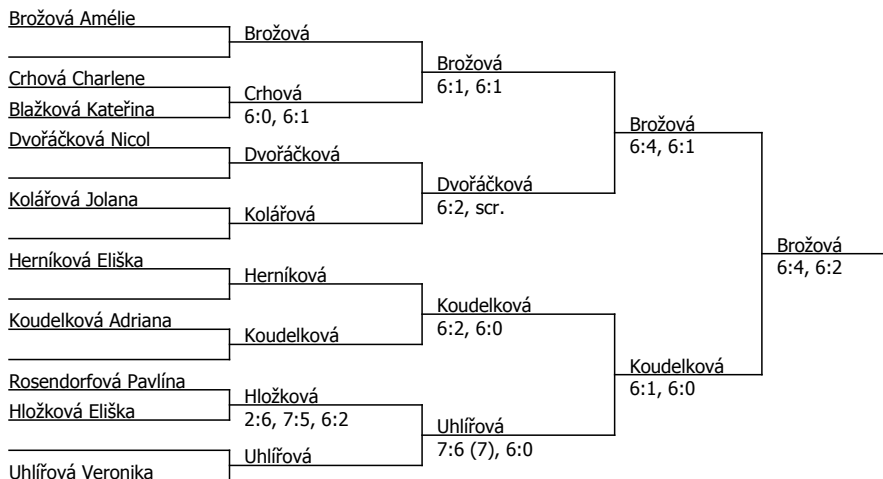 Brožová Amélie
Crhová Charlene
Blažková Kateřina
Dvořáčková Nicol
Kolářová Jolana
Herníková Eliška
Koudelková Adriana
Rosendorfová Pavlína
Hložková Eliška
Uhlířová Veronika
Brožová
Crhová
6:0, 6:1
Dvořáčková
Kolářová
Herníková
Koudelková
Hložková
2:6, 7:5, 6:2
Uhlířová
Brožová
6:1, 6:1
Dvořáčková
6:2, scr.
Koudelková
6:2, 6:0
Uhlířová
7:6 (7), 6:0
Brožová
6:4, 6:1
Koudelková
6:1, 6:0
Brožová
6:4, 6:2